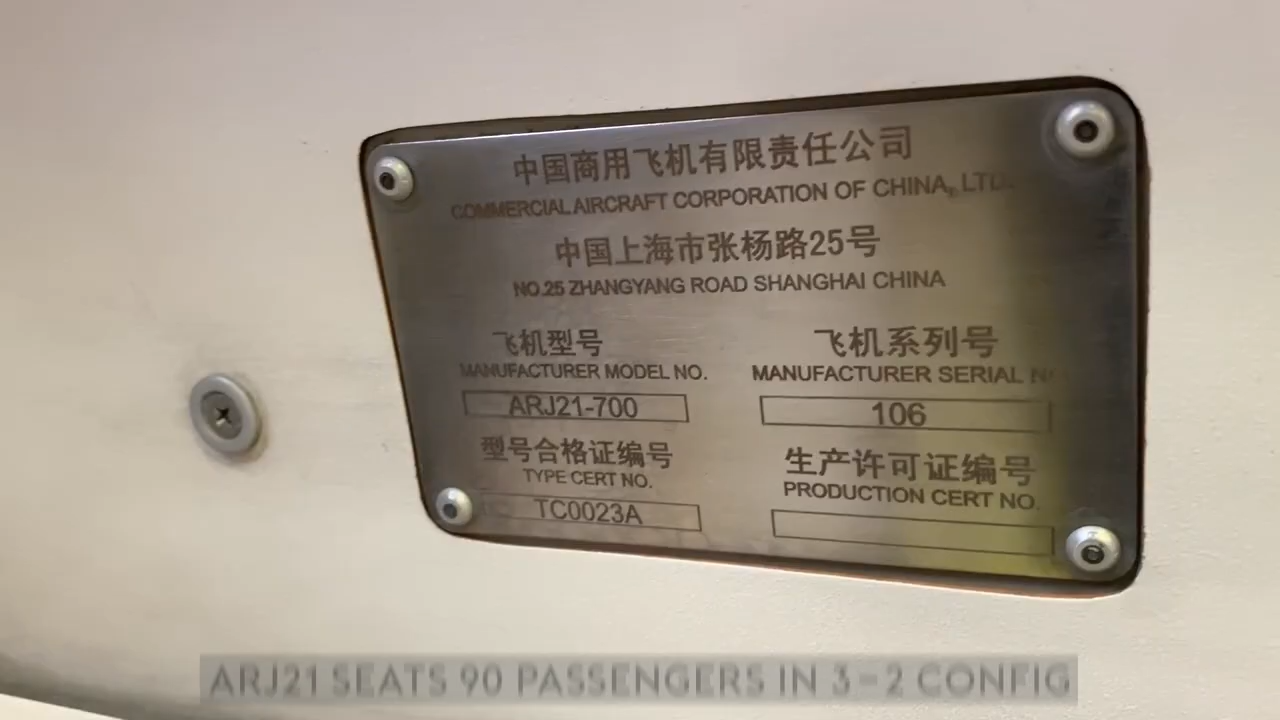 中国商用飞机有限责任公司
COMMERCIAL AIRCRAFT CORPORATION OF CHINA, LTD.
中国上海市张杨路25号
NO.25 ZHANGYANG ROAD SHANGHAI CHINA
飞机型号
MANUFACTURER MODEL NO.
ARJ21-700
飞机系列号
MANUFACTURER SERIAL
106
型号合格证编号
TYPE CERT NO.
TC0023A
生产许可证编号
PRODUCTION CERT NO.
ARJ21 SEATS 90 PASSENGERS IN 3-2 CONFIG